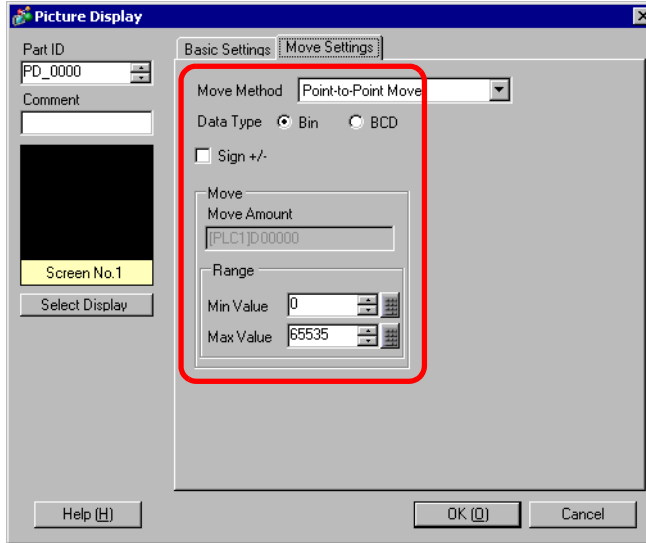 Picture Display
Part ID
PD_0000
Comment
Screen No.1
Select Display
Basic Settings
Move Settings
Move Method
Point-to-Point Move
Data Type
Bin
BCD
Sign +/-
Move
Move Amount
[PLC1]D00000
Range
Min Value
0
Max Value
65535
Help (H)
OK (O)
Cancel